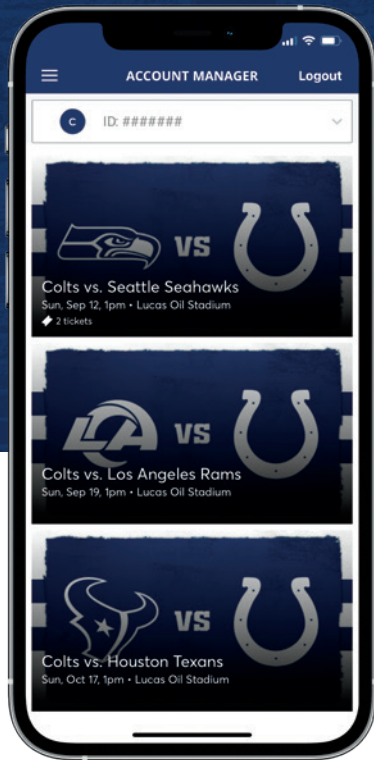 ACCOUNT MANAGER Logout
C ID: #######
VS
Colts vs. Seattle Seahawks
Sun, Sep 12, 1pm • Lucas Oil Stadium
2 tickets
LA VS
Colts vs. Los Angeles Rams
Sun, Sep 19, 1pm • Lucas Oil Stadium
VS
Colts vs. Houston Texans
Sun, Oct 17, 1pm • Lucas Oil Stadium